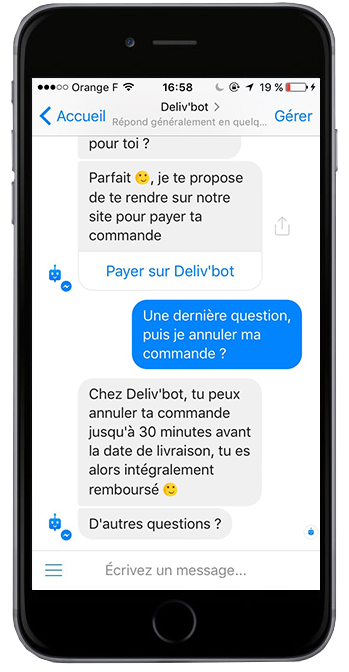 Orange F 16:58 19 %
Accueil Deliv'bot > Gérer
Répond généralement en quelq...
pour toi ?
Parfait 🙂, je te propose
de te rendre sur notre
site pour payer ta
commande
Payer sur Deliv'bot
Une dernière question,
puis je annuler ma
commande ?
Chez Deliv'bot, tu peux
annuler ta commande
jusqu'à 30 minutes avant
la date de livraison, tu es
alors intégralement
remboursé 🙂
D'autres questions ?
Écrivez un message...